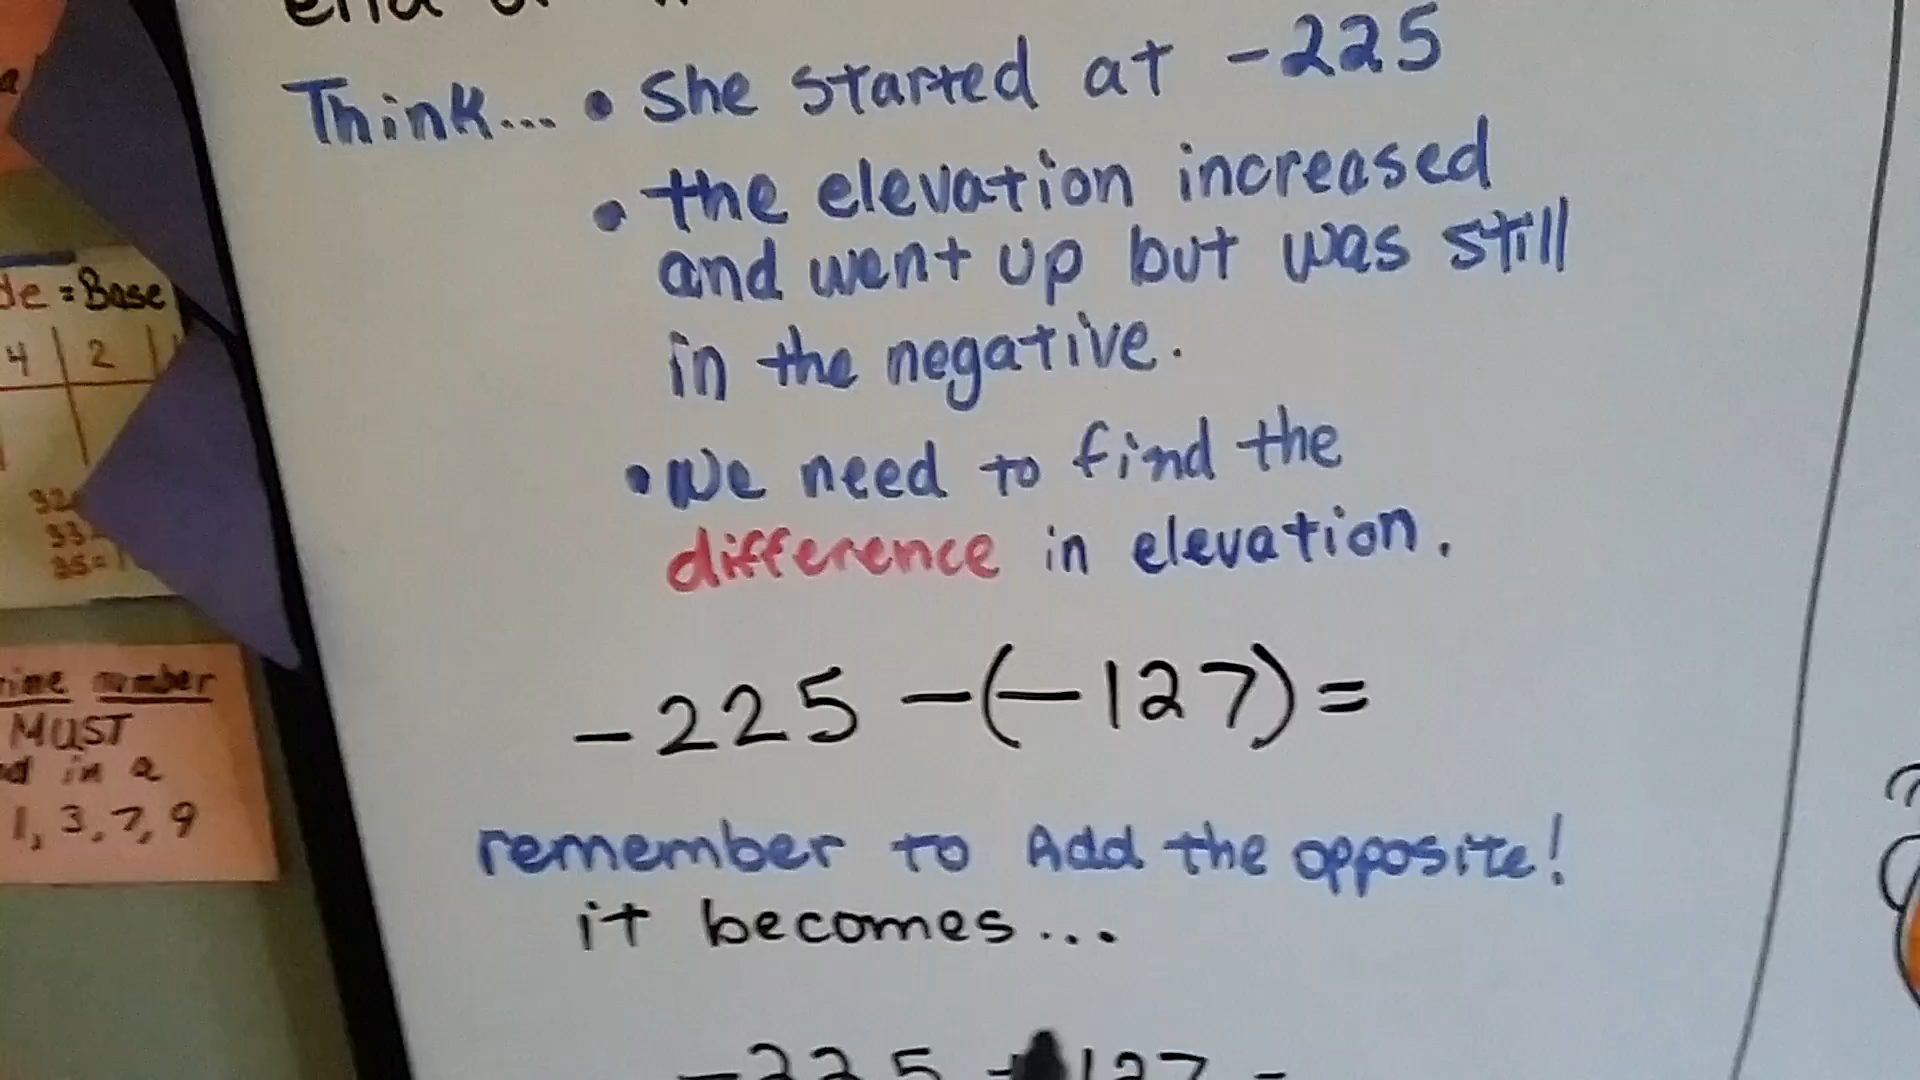 Think... • She started at -225
• the elevation increased
and went up but was still
in the negative.
• We need to find the
difference in elevation.
-225 -(-127)=
remember to Add the opposite!
it becomes...
= Base
4 | 2
number
MUST
in a
1, 3, 7, 9